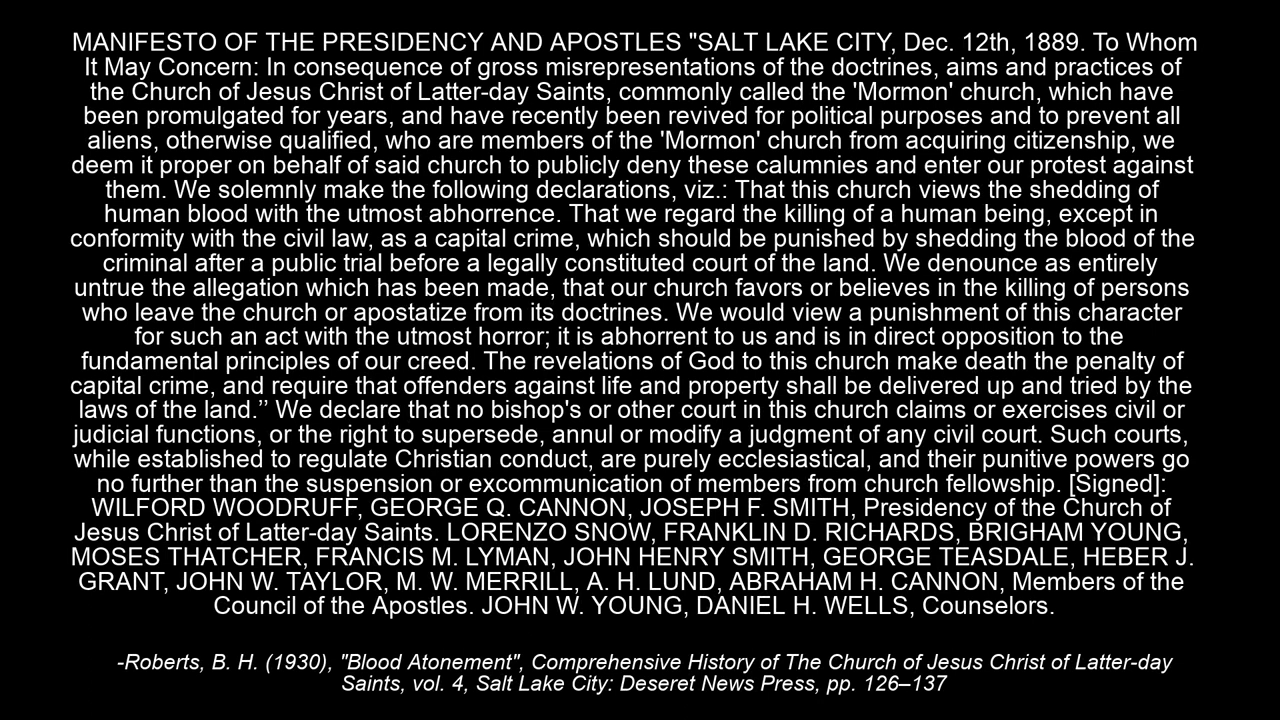 MANIFESTO OF THE PRESIDENCY AND APOSTLES "SALT LAKE CITY, Dec. 12th, 1889. To Whom
It May Concern: In consequence of gross misrepresentations of the doctrines, aims and practices of
the Church of Jesus Christ of Latter-day Saints, commonly called the 'Mormon' church, which have
been promulgated for years, and have recently been revived for political purposes and to prevent all
aliens, otherwise qualified, who are members of the 'Mormon' church from acquiring citizenship, we
deem it proper on behalf of said church to publicly deny these calumnies and enter our protest against
them. We solemnly make the following declarations, viz.: That this church views the shedding of
human blood with the utmost abhorrence. That we regard the killing of a human being, except in
conformity with the civil law, as a capital crime, which should be punished by shedding the blood of the
criminal after a public trial before a legally constituted court of the land. We denounce as entirely
untrue the allegation which has been made, that our church favors or believes in the killing of persons
who leave the church or apostatize from its doctrines. We would view a punishment of this character
for such an act with the utmost horror; it is abhorrent to us and is in direct opposition to the
fundamental principles of our creed. The revelations of God to this church make death the penalty of
capital crime, and require that offenders against life and property shall be delivered up and tried by the
laws of the land.’’ We declare that no bishop's or other court in this church claims or exercises civil or
judicial functions, or the right to supersede, annul or modify a judgment of any civil court. Such courts,
while established to regulate Christian conduct, are purely ecclesiastical, and their punitive powers go
no further than the suspension or excommunication of members from church fellowship. [Signed]:
WILFORD WOODRUFF, GEORGE Q. CANNON, JOSEPH F. SMITH, Presidency of the Church of
Jesus Christ of Latter-day Saints. LORENZO SNOW, FRANKLIN D. RICHARDS, BRIGHAM YOUNG,
MOSES THATCHER, FRANCIS M. LYMAN, JOHN HENRY SMITH, GEORGE TEASDALE, HEBER J.
GRANT, JOHN W. TAYLOR, M. W. MERRILL, A. H. LUND, ABRAHAM H. CANNON, Members of the
Council of the Apostles. JOHN W. YOUNG, DANIEL H. WELLS, Counselors.
-Roberts, B. H. (1930), "Blood Atonement", Comprehensive History of The Church of Jesus Christ of Latter-day
Saints, vol. 4, Salt Lake City: Deseret News Press, pp. 126–137